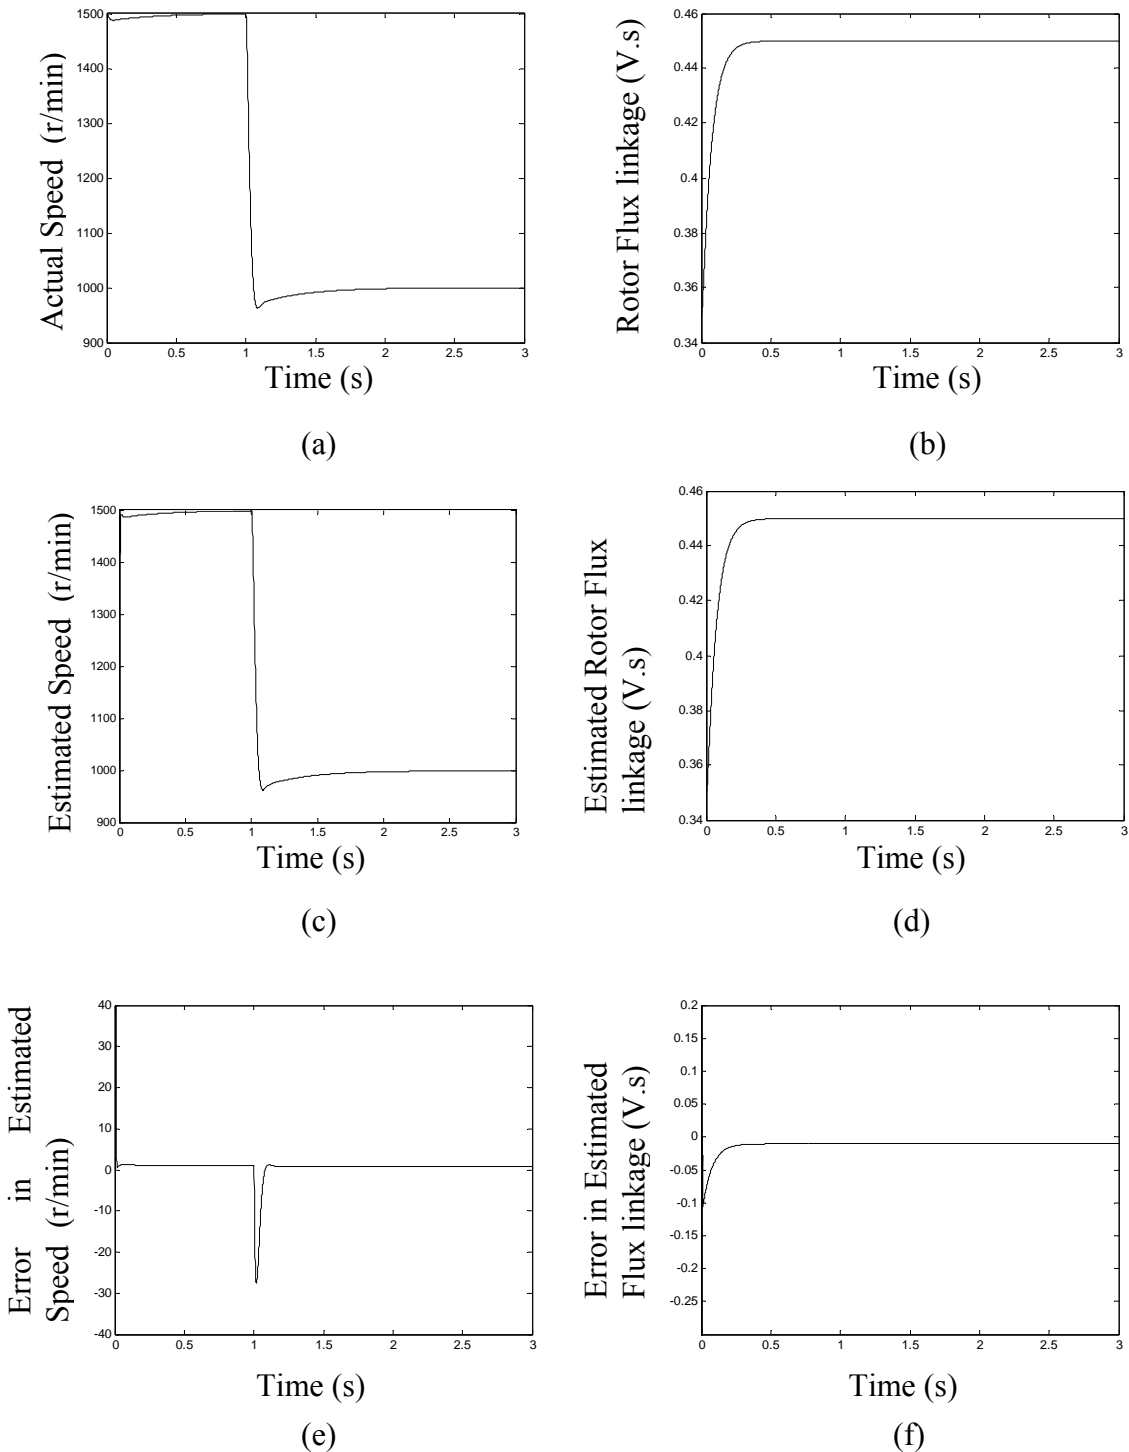 1500
1400
1300
1200
1100
1000
900
Actual Speed (r/min)
0 0.5 1 1.5 2 2.5 3
Time (s)
(a)
0.46
0.44
0.42
0.4
0.38
0.36
0.34
Rotor Flux linkage (V.s)
0 0.5 1 1.5 2 2.5 3
Time (s)
(b)
1500
1400
1300
1200
1100
1000
900
Estimated Speed (r/min)
0 0.5 1 1.5 2 2.5 3
Time (s)
(c)
0.46
0.44
0.42
0.4
0.38
0.36
0.34
Estimated Rotor Flux
linkage (V.s)
0 0.5 1 1.5 2 2.5 3
Time (s)
(d)
40
30
20
10
0
-10
-20
-30
-40
Error in Estimated
Speed (r/min)
0 0.5 1 1.5 2 2.5 3
Time (s)
(e)
0.2
0.15
0.1
0.05
0
-0.05
-0.1
-0.15
-0.2
-0.25
Error in Estimated
Flux linkage (V.s)
0 0.5 1 1.5 2 2.5 3
Time (s)
(f)